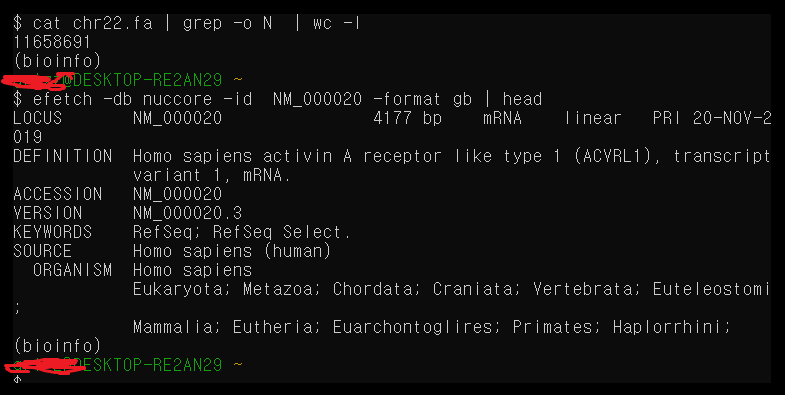 $ cat chr22.fa | grep -o N  | wc -l
11658691
(bioinfo)
@DESKTOP-RE2AN29 ~
$ efetch -db nuccore -id  NM_000020 -format gb | head
LOCUS       NM_000020               4177 bp    mRNA    linear   PRI 20-NOV-2
019
DEFINITION  Homo sapiens activin A receptor like type 1 (ACVRL1), transcript
            variant 1, mRNA.
ACCESSION   NM_000020
VERSION     NM_000020.3
KEYWORDS    RefSeq; RefSeq Select.
SOURCE      Homo sapiens (human)
  ORGANISM  Homo sapiens
            Eukaryota; Metazoa; Chordata; Craniata; Vertebrata; Euteleostomi
;
            Mammalia; Eutheria; Euarchontoglires; Primates; Haplorrhini;
(bioinfo)
DESKTOP-RE2AN29 ~
$